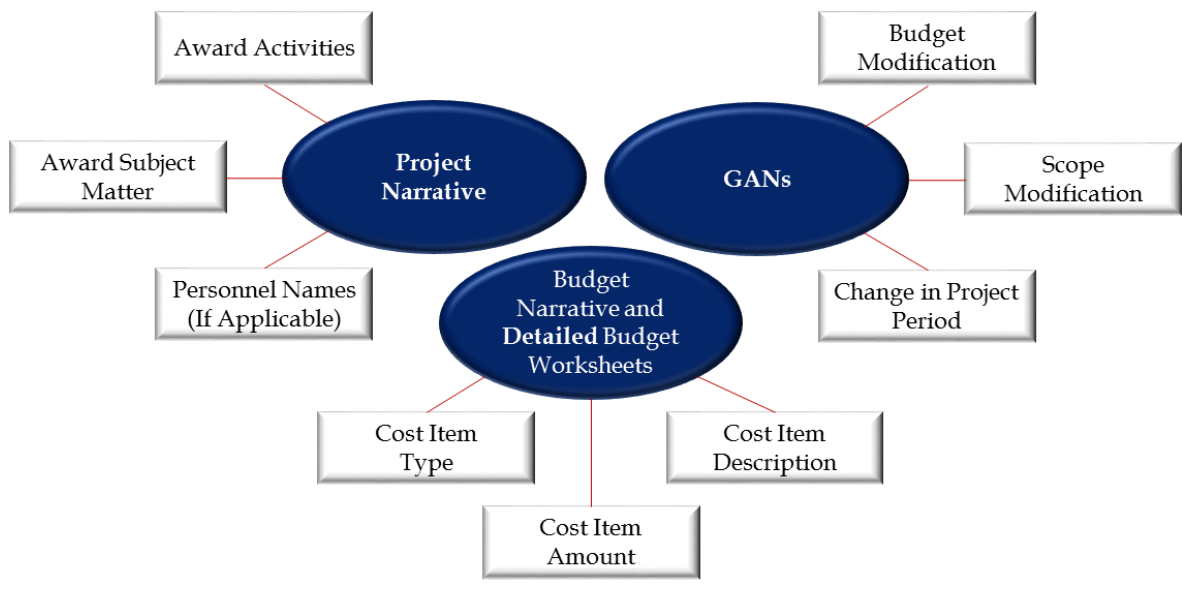 Award Activities
Award Subject
Matter
Personnel Names
(If Applicable)
Project
Narrative
Budget
Modification
Scope
Modification
Change in Project
Period
GANs
Budget
Narrative and
Detailed Budget
Worksheets
Cost Item
Type
Cost Item
Amount
Cost Item
Description